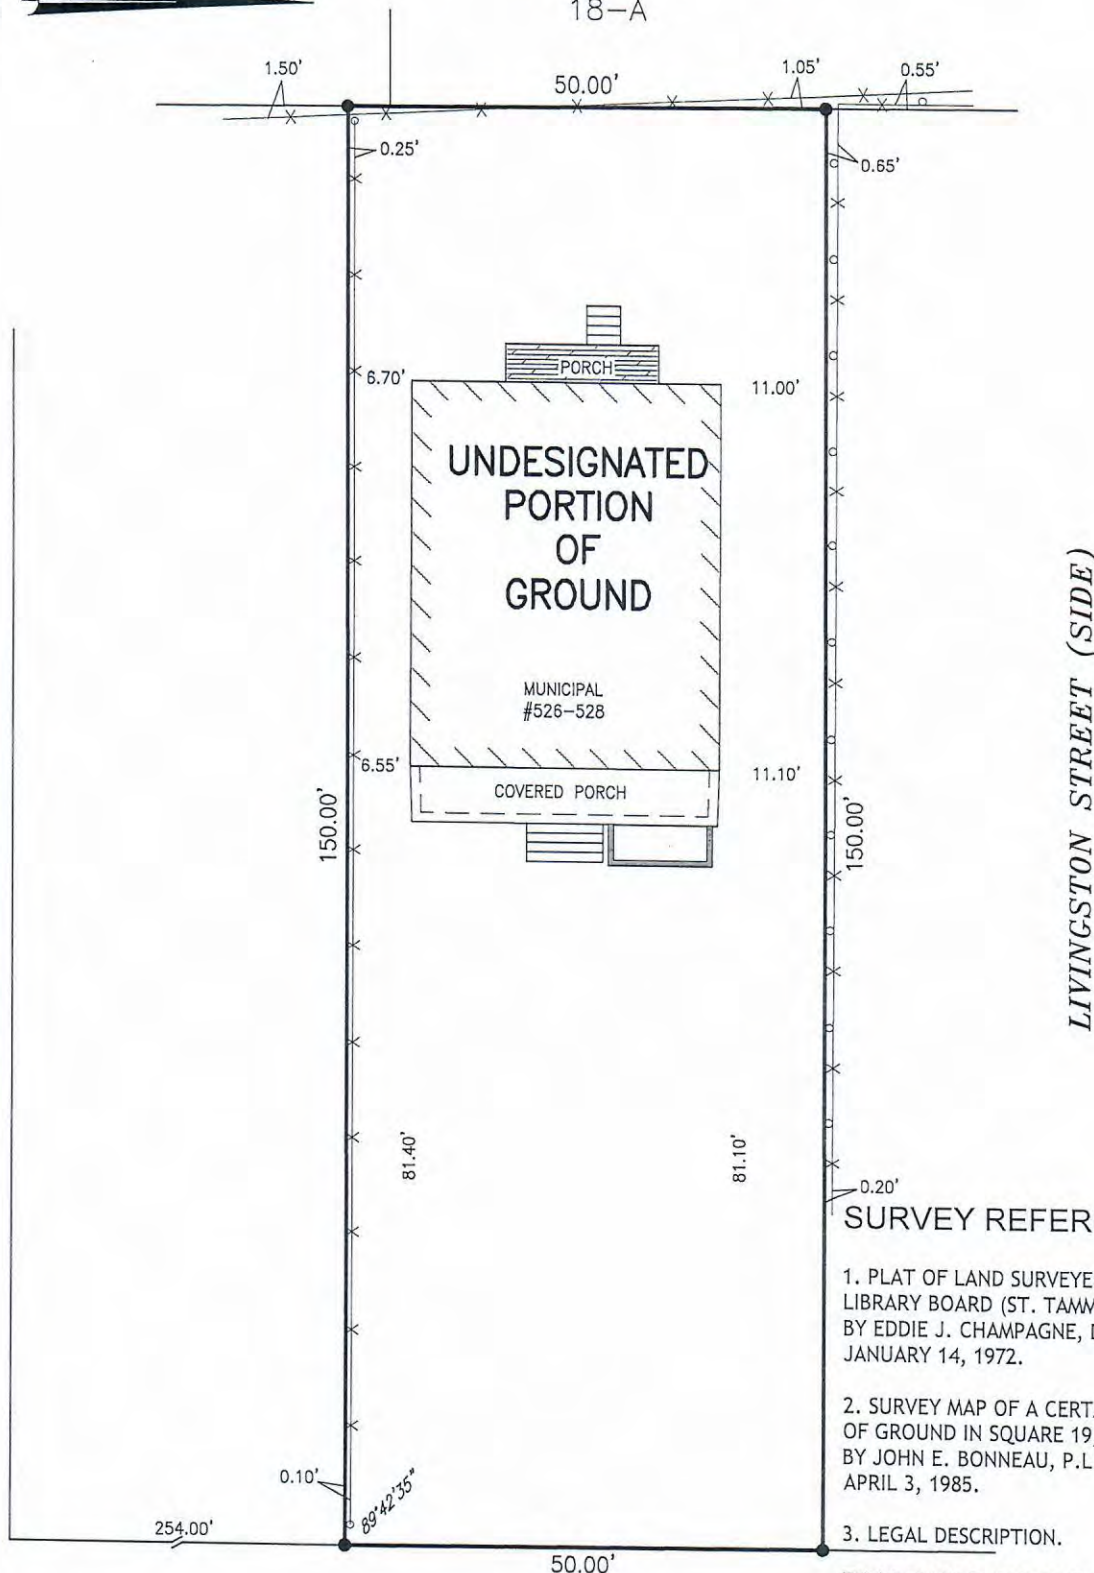 18-A
1.50'
50.00'
1.05'
0.55'
0.25'
0.65'
PORCH
6.70'
11.00'
UNDESIGNATED
PORTION
OF
GROUND
MUNICIPAL
#526-528
6.55'
11.10'
COVERED PORCH
150.00'
150.00'
LIVINGSTON STREET (SIDE)
81.40'
81.10'
0.20'
SURVEY REFER
1. PLAT OF LAND SURVEYE
LIBRARY BOARD (ST. TAMM
BY EDDIE J. CHAMPAGNE,
JANUARY 14, 1972.
2. SURVEY MAP OF A CERT
OF GROUND IN SQUARE 19
BY JOHN E. BONNEAU, P.L
APRIL 3, 1985.
3. LEGAL DESCRIPTION.
0.10'
89°42'35"
254.00'
50.00'